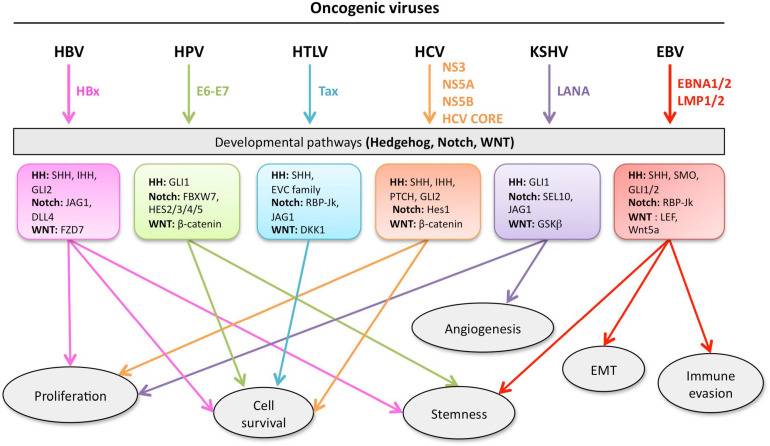 Oncogenic viruses
HBV
HPV
HTLV
HCV
KSHV
EBV
HBx
E6-E7
Tax
NS3
NS5A
NS5B
HCV CORE
LANA
EBNA1/2
LMP1/2
Developmental pathways (Hedgehog, Notch, WNT)
HH: SHH, IHH,
GLI2
Notch: JAG1,
DLL4
WNT: FZD7
HH: GLI1
Notch: FBXW7,
HES2/3/4/5
WNT: β-catenin
HH: SHH,
EVC family
Notch: RBP-Jk,
JAG1
WNT: DKK1
HH: SHH, IHH,
PTCH, GLI2
Notch: Hes1
WNT: β-catenin
HH: GLI1
Notch: SEL10,
JAG1
WNT: GSKβ
HH: SHH, SMO,
GLI1/2
Notch: RBP-Jk
WNT : LEF,
Wnt5a
Angiogenesis
Proliferation
Cell
survival
Stemness
EMT
Immune
evasion